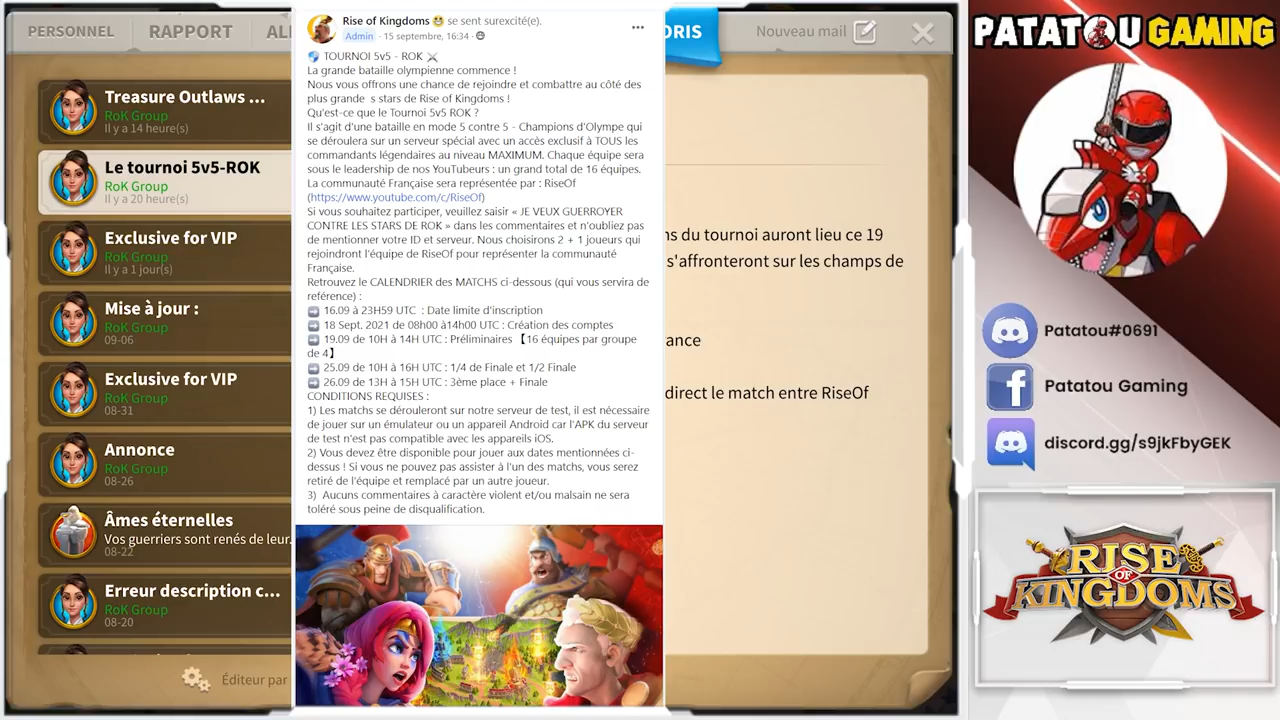 PERSONNEL
RAPPORT
ORIS
Nouveau mail
Treasure Outlaws ...
RoK Group
Il y a 14 heure(s)
Le tournoi 5v5-ROK
RoK Group
Il y a 20 heure(s)
Exclusive for VIP
RoK Group
Il y a 1 jour(s)
Mise à jour :
RoK Group
09-06
Exclusive for VIP
RoK Group
08-31
Annonce
RoK Group
08-26
Âmes éternelles
Vos guerriers sont renés de leur
08-22
Erreur description c...
RoK Group
08-20
Éditeur par
Rise of Kingdoms 😀 se sent surexcité(e).
Admin · 15 septembre, 16:34 ·
TOURNOI 5v5 - ROK ⚔
La grande bataille olympienne commence !
Nous vous offrons une chance de rejoindre et combattre au côté des
plus grande s stars de Rise of Kingdoms !
Qu'est-ce que le Tournoi 5v5 ROK ?
Il s'agit d'une bataille en mode 5 contre 5 - Champions d'Olympe qui
se déroulera sur un serveur spécial avec un accès exclusif à TOUS les
commandants légendaires au niveau MAXIMUM. Chaque équipe sera
sous le leadership de nos YouTubeurs : un grand total de 16 équipes.
La communauté Française sera représentée par : RiseOf
(https://www.youtube.com/c/RiseOf)
Si vous souhaitez participer, veuillez saisir « JE VEUX GUERROYER
CONTRE LES STARS DE ROK » dans les commentaires et n'oubliez pas
de mentionner votre ID et serveur. Nous choisirons 2 + 1 joueurs qui
rejoindront l'équipe de RiseOf pour représenter la communauté
Française.
Retrouvez le CALENDRIER des MATCHS ci-dessous (qui vous servira de
reférence) :
➡ 16.09 à 23H59 UTC : Date limite d'inscription
➡ 18 Sept. 2021 de 08h00 à14h00 UTC : Création des comptes
➡ 19.09 de 10H à 14H UTC : Préliminaires 【16 équipes par groupe
de 4】
➡ 25.09 de 10H à 16H UTC : 1/4 de Finale et 1/2 Finale
➡ 26.09 de 13H à 15H UTC : 3ème place + Finale
CONDITIONS REQUISES :
1) Les matchs se dérouleront sur notre serveur de test, il est nécessaire
de jouer sur un émulateur ou un appareil Android car l'APK du serveur
de test n'est pas compatible avec les appareils iOS.
2) Vous devez être disponible pour jouer aux dates mentionnées ci-
dessus ! Si vous ne pouvez pas assister à l'un des matchs, vous serez
retiré de l'équipe et remplacé par un autre joueur.
3) Aucuns commentaires à caractère violent et/ou malsain ne sera
toléré sous peine de disqualification.
ns du tournoi auront lieu ce 19
s'affronteront sur les champs de
ance
direct le match entre RiseOf
PATATOU GAMING
Patatou#0691
Patatou Gaming
discord.gg/s9jkFbyGEK
RISE
OF
KINGDOMS